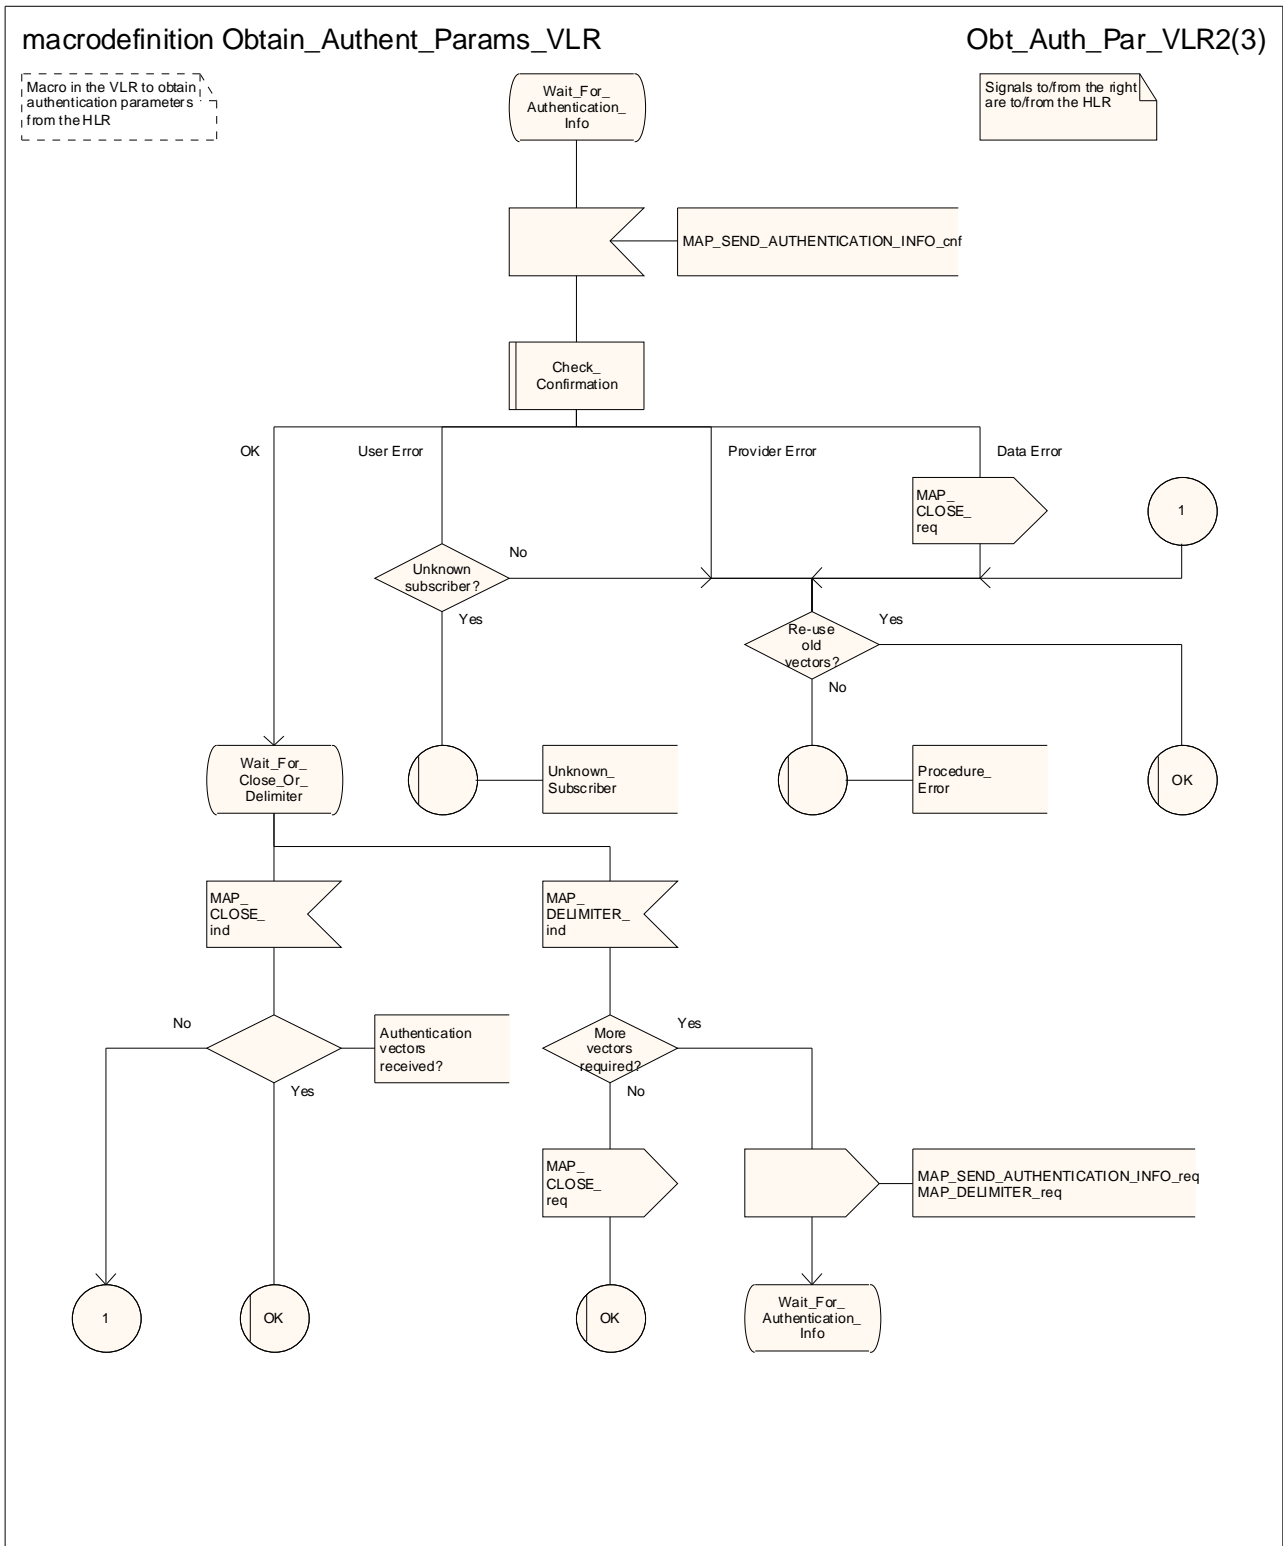 macrodefinition Obtain_Authent_Params_VLR
Obt_Auth_Par_VLR2(3)
Macro in the VLR to obtain
authentication parameters
from the HLR
Wait_For_
Authentication_
Info
Signals to/from the right
are to/from the HLR
MAP_SEND_AUTHENTICATION_INFO_cnf
Check_
Confirmation
OK
User Error
Provider Error
Data Error
MAP_
CLOSE_
req
1
Unknown
subscriber?
No
Yes
Re-use
old
vectors?
Yes
No
Wait_For_
Close_Or_
Delimiter
Unknown_
Subscriber
Procedure_
Error
OK
MAP_
CLOSE_
ind
MAP_
DELIMITER_
ind
No
Authentication
vectors
received?
Yes
More
vectors
required?
Yes
No
MAP_
CLOSE_
req
MAP_SEND_AUTHENTICATION_INFO_req
MAP_DELIMITER_req
1
OK
OK
Wait_For_
Authentication_
Info